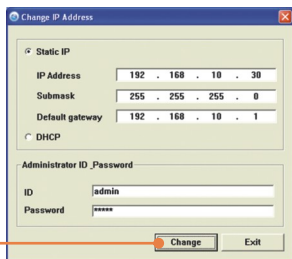 Change IP Address
Static IP
IP Address 192 . 168 . 10 . 30
Submask 255 . 255 . 255 . 0
Default gateway 192 . 168 . 10 . 1
DHCP
Administrator ID _Password
ID admin
Password *****
Change Exit